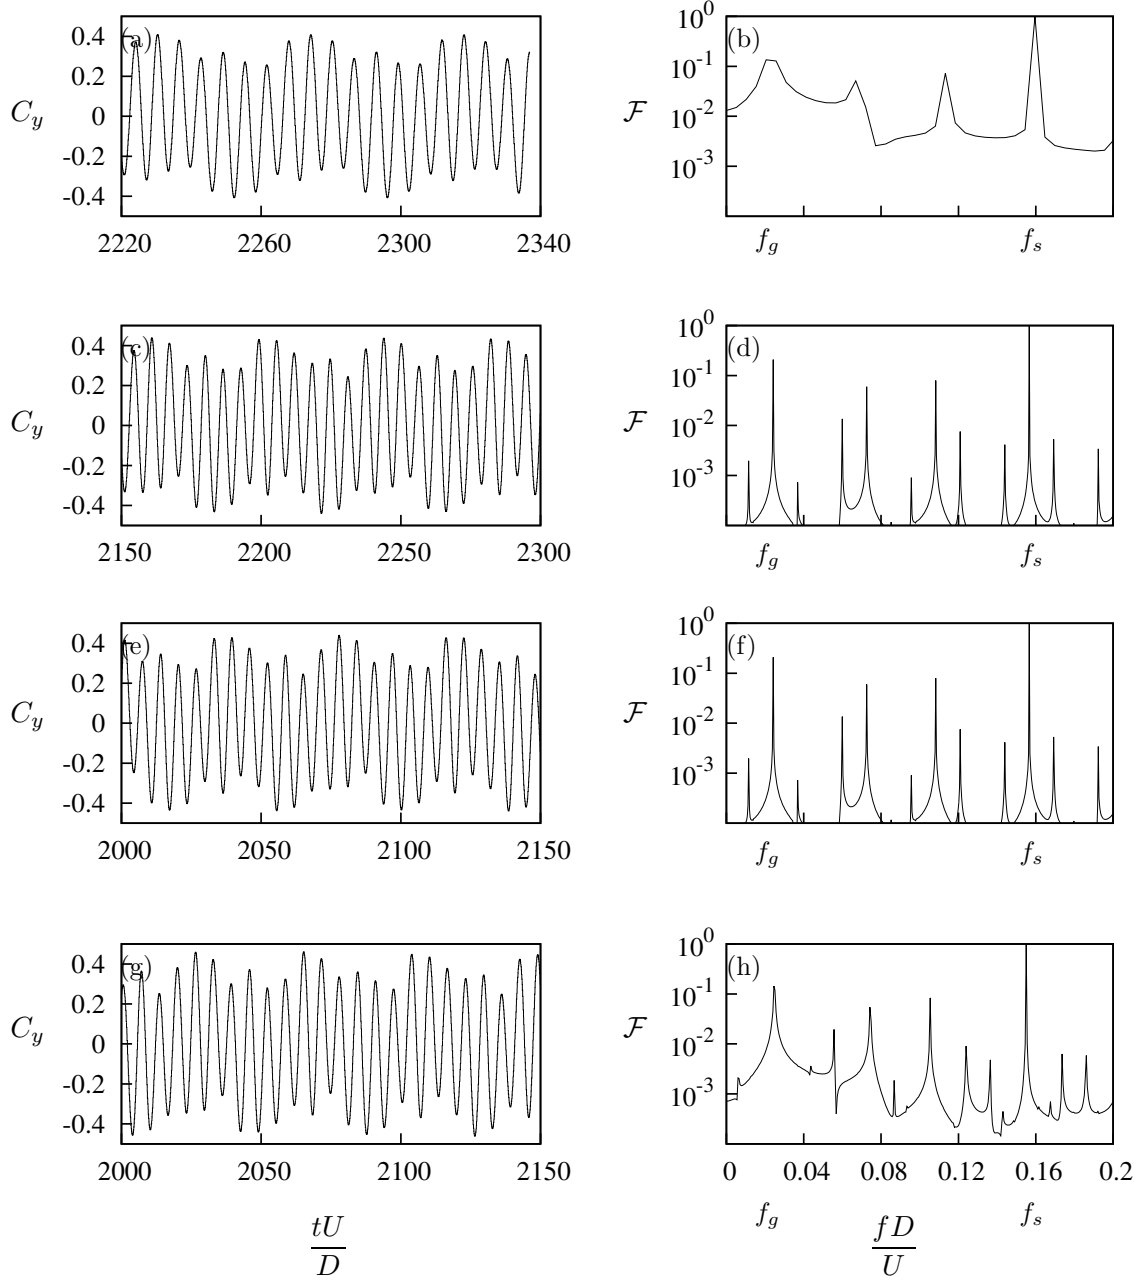 (a)
0.4
0.2
0
-0.2
-0.4
C_y
2220 2260 2300 2340
(b)
10^0
10^-1
10^-2
10^-3
F
f_g f_s
(c)
0.4
0.2
0
-0.2
-0.4
C_y
2150 2200 2250 2300
(d)
10^0
10^-1
10^-2
10^-3
F
f_g f_s
(e)
0.4
0.2
0
-0.2
-0.4
C_y
2000 2050 2100 2150
(f)
10^0
10^-1
10^-2
10^-3
F
f_g f_s
(g)
0.4
0.2
0
-0.2
-0.4
C_y
2000 2050 2100 2150
tU
D
(h)
10^0
10^-1
10^-2
10^-3
F
0 0.04 0.08 0.12 0.16 0.2
f_g f_s
fD
U